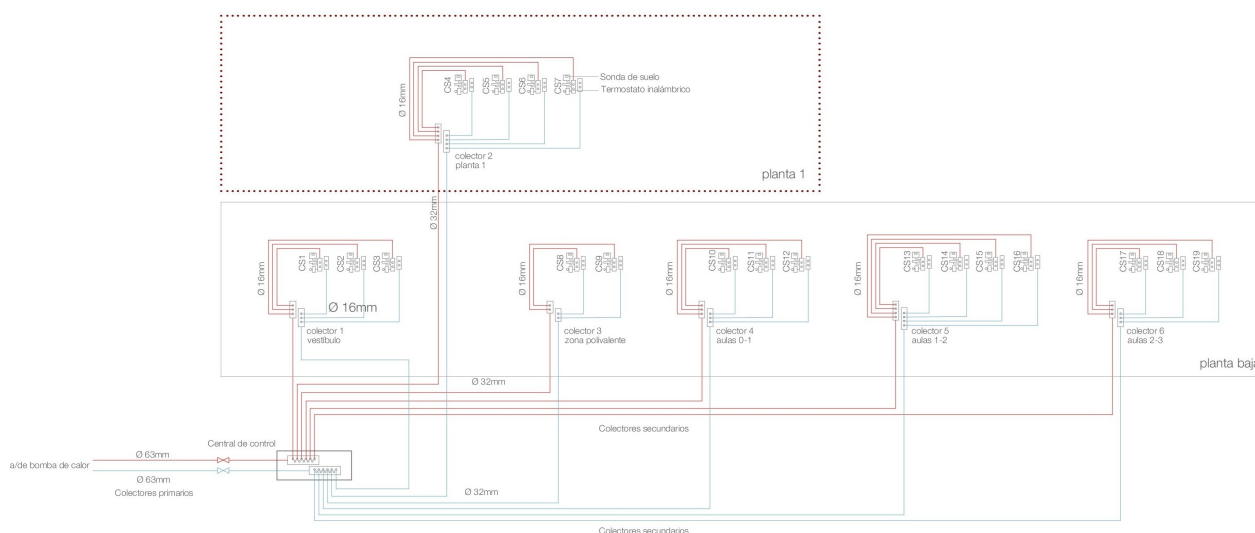 CS4
CS5
CS6
CS7
Sonda de suelo
Termostato inalámbrico
Ø 16mm
colector 2
planta 1
planta 1
Ø 32mm
CS1
CS2
CS3
CS8
CS9
CS10
CS11
CS12
CS13
CS14
CS15
CS16
CS17
CS18
CS19
Ø 16mm
Ø 16mm
Ø 16mm
Ø 16mm
Ø 16mm
Ø 16mm
colector 1
vestíbulo
colector 3
zona polivalente
colector 4
aulas 0-1
colector 5
aulas 1-2
colector 6
aulas 2-3
planta baja
Ø 32mm
Colectores secundarios
Central de control
Ø 63mm
a/de bomba de calor
Ø 63mm
Colectores primarios
Ø 32mm
Colectores secundarios